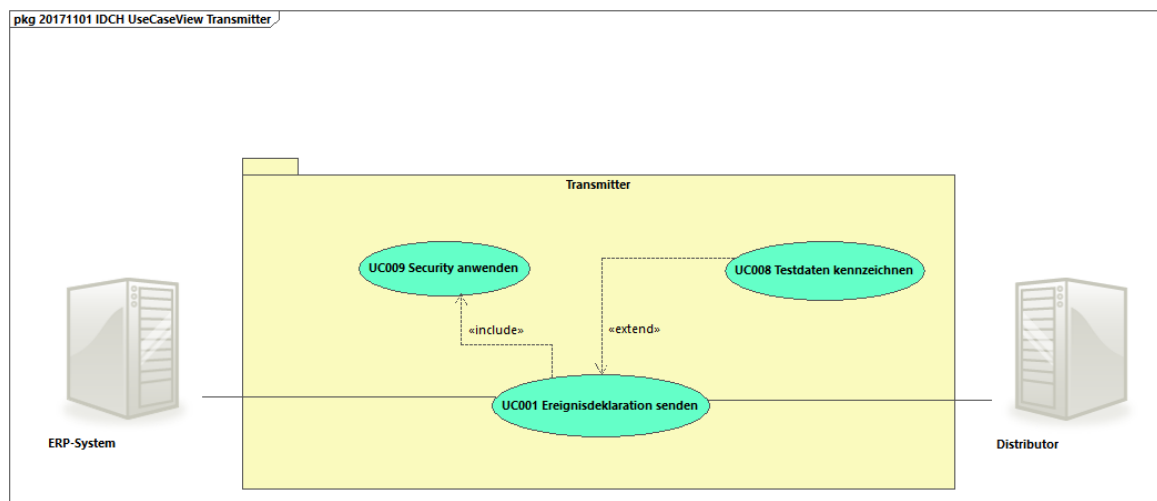 pkg 20171101 IDCH UseCaseView Transmitter
Transmitter
UC009 Security anwenden
UC008 Testdaten kennzeichnen
«include»
«extend»
UC001 Ereignisdeklaration senden
ERP-System
Distributor